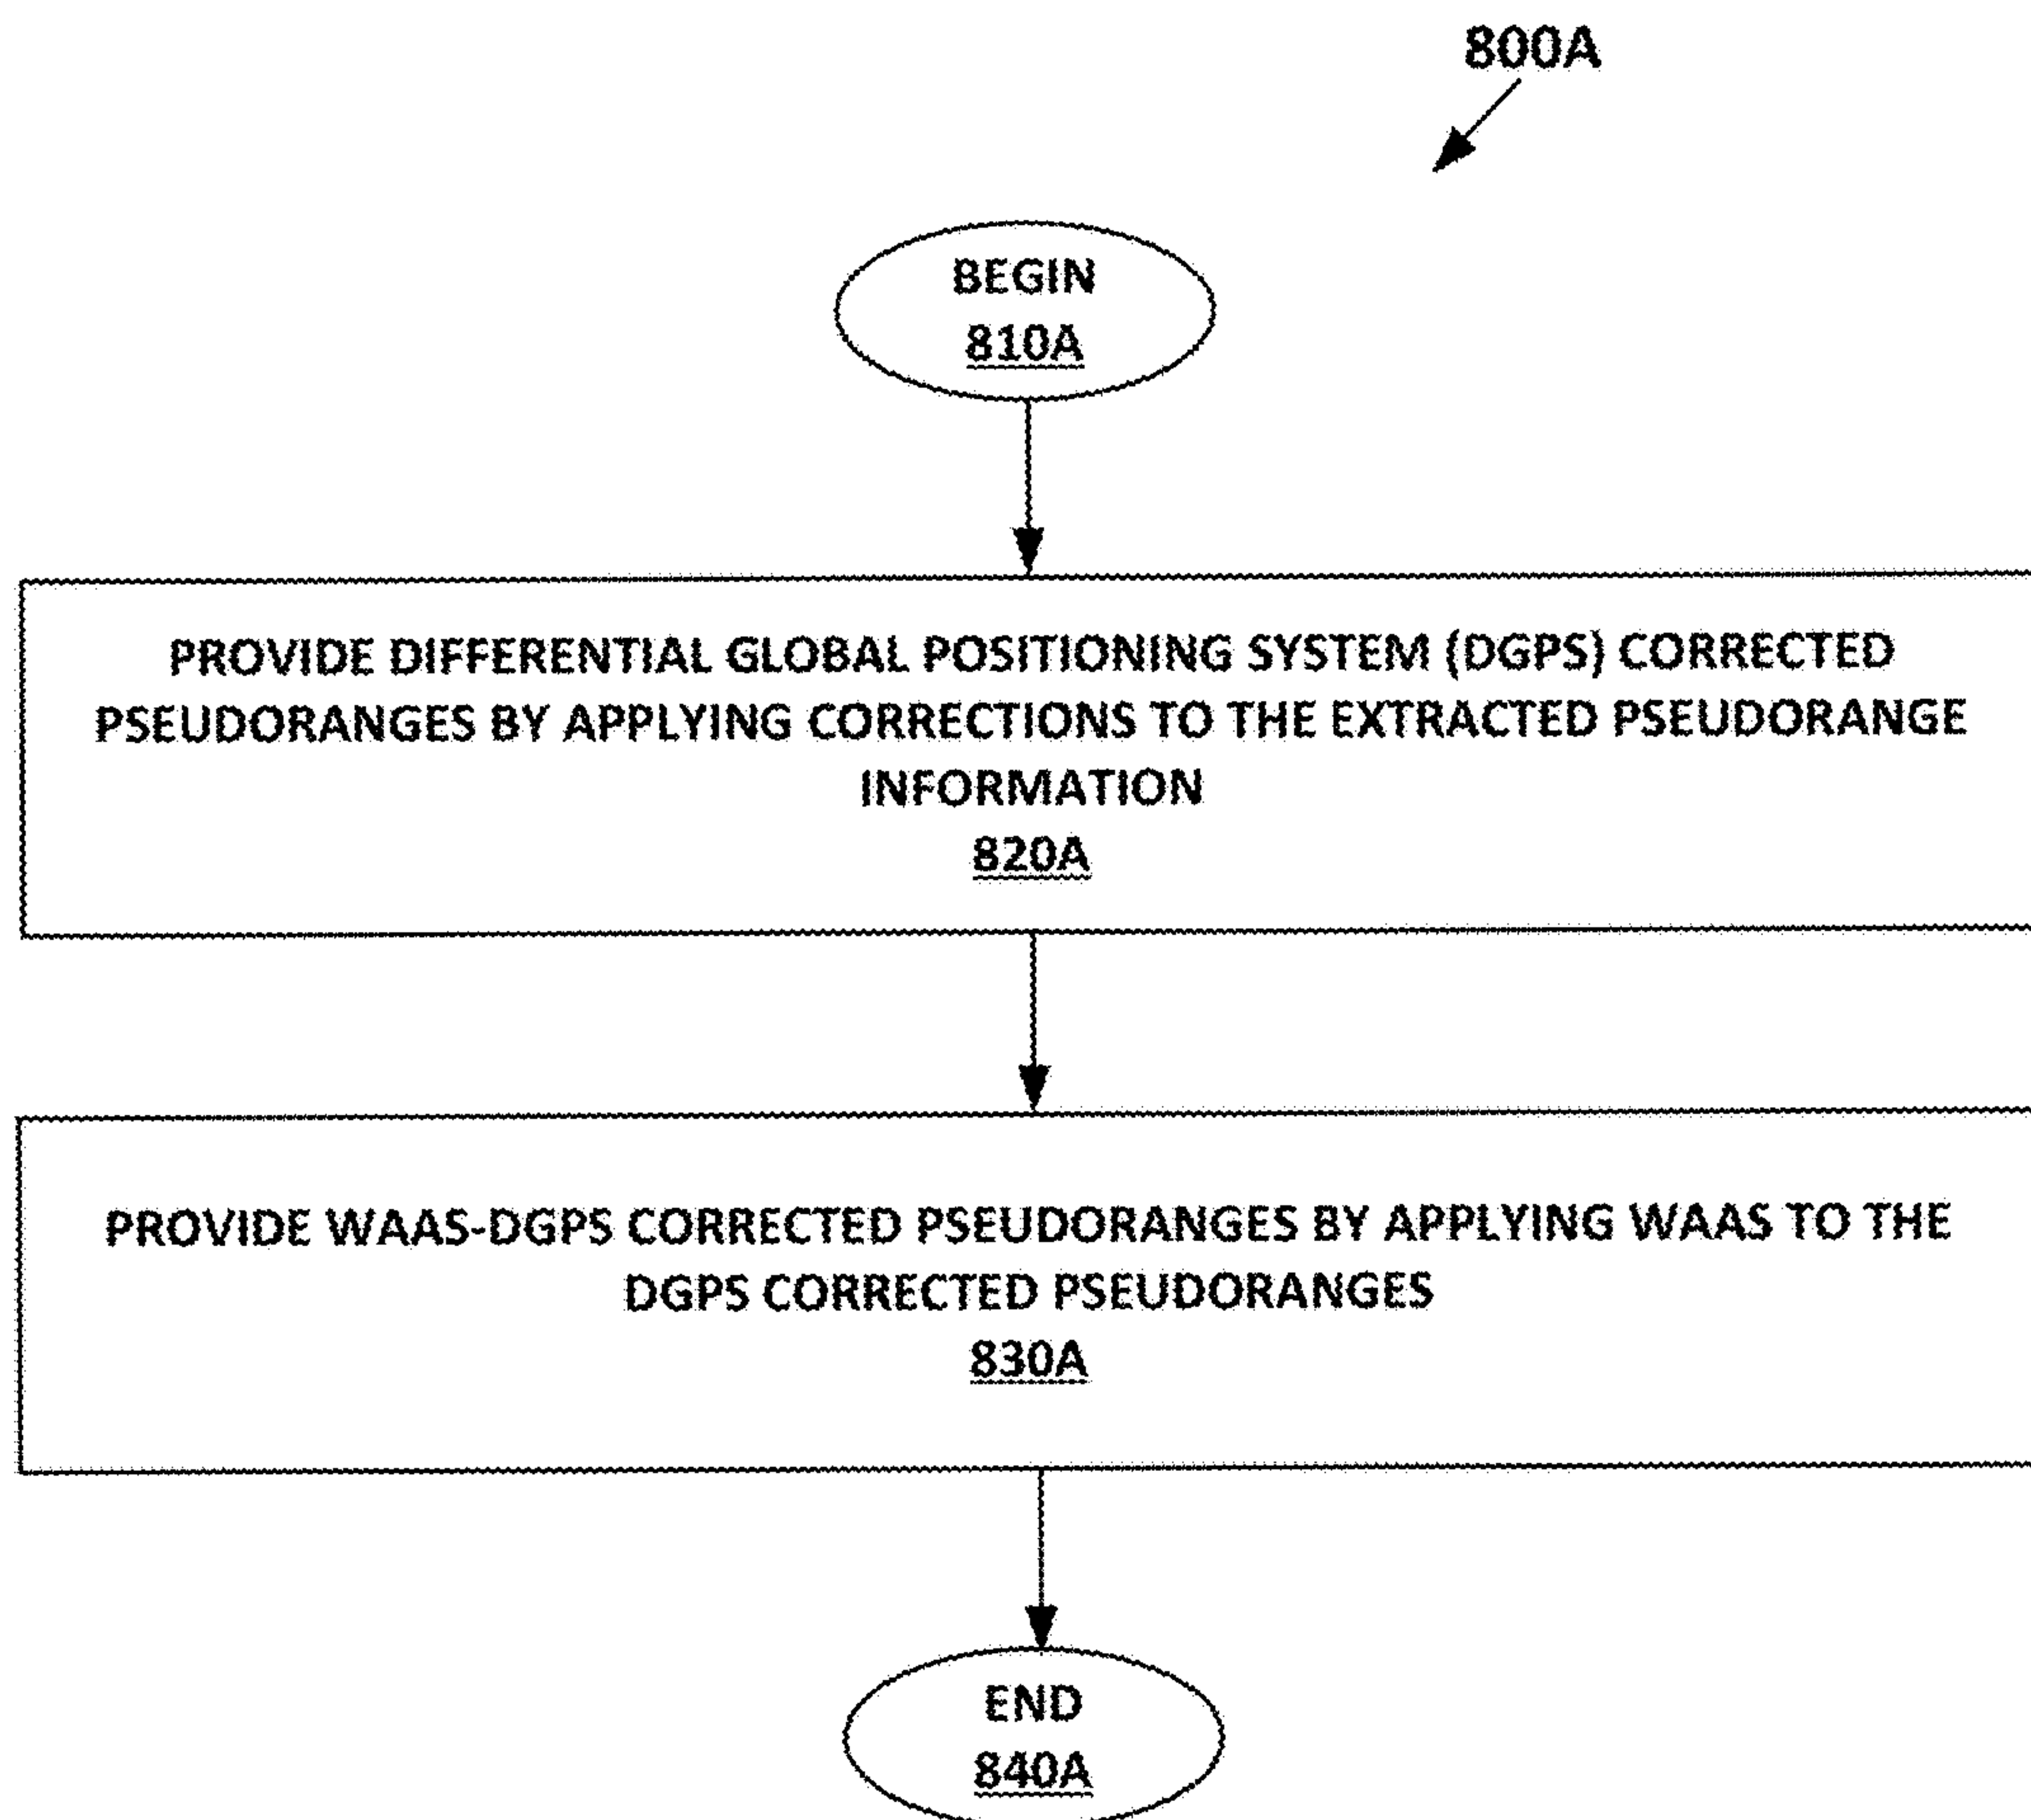 800A
BEGIN
810A
PROVIDE DIFFERENTIAL GLOBAL POSITIONING SYSTEM (DGPS) CORRECTED
PSEUDORANGES BY APPLYING CORRECTIONS TO THE EXTRACTED PSEUDORANGE
INFORMATION
820A
PROVIDE WAAS-DGPS CORRECTED PSEUDORANGES BY APPLYING WAAS TO THE
DGPS CORRECTED PSEUDORANGES
830A
END
840A